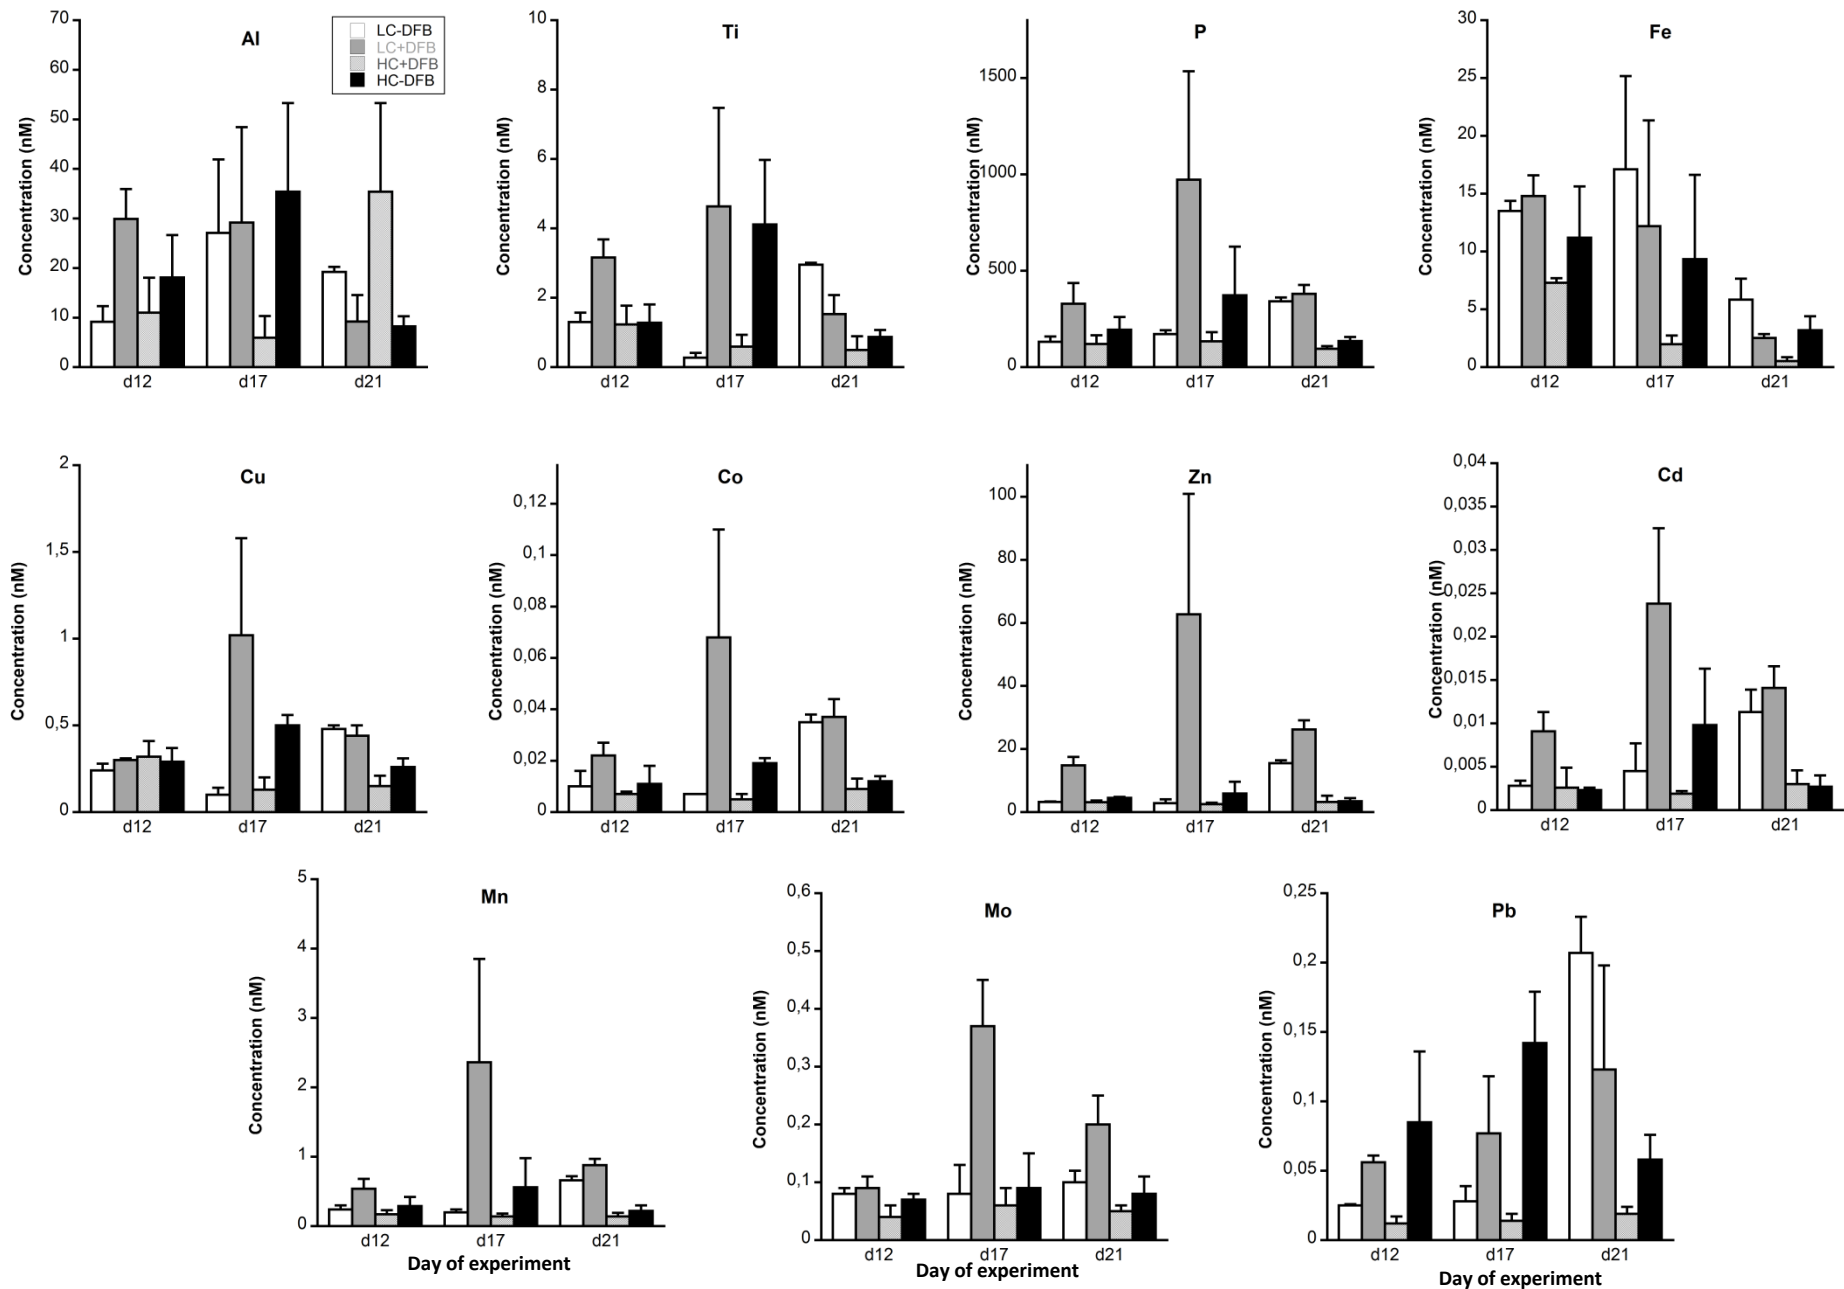 Al
LC-DFB
LC+DFB
HC+DFB
HC-DFB
Concentration (nM)
70
60
50
40
30
20
10
0
d12 d17 d21
Ti
Concentration (nM)
10
8
6
4
2
0
d12 d17 d21
P
Concentration (nM)
1500
1000
500
0
d12 d17 d21
Fe
Concentration (nM)
30
25
20
15
10
5
0
d12 d17 d21
Cu
Concentration (nM)
2
1,5
1
0,5
0
d12 d17 d21
Co
Concentration (nM)
0,12
0,1
0,08
0,06
0,04
0,02
0
d12 d17 d21
Zn
Concentration (nM)
100
80
60
40
20
0
d12 d17 d21
Cd
Concentration (nM)
0,04
0,035
0,03
0,025
0,02
0,015
0,01
0,005
0
d12 d17 d21
Mn
Concentration (nM)
5
4
3
2
1
0
d12 d17 d21
Day of experiment
Mo
Concentration (nM)
0,6
0,5
0,4
0,3
0,2
0,1
0
d12 d17 d21
Day of experiment
Pb
Concentration (nM)
0,25
0,2
0,15
0,1
0,05
0
d12 d17 d21
Day of experiment